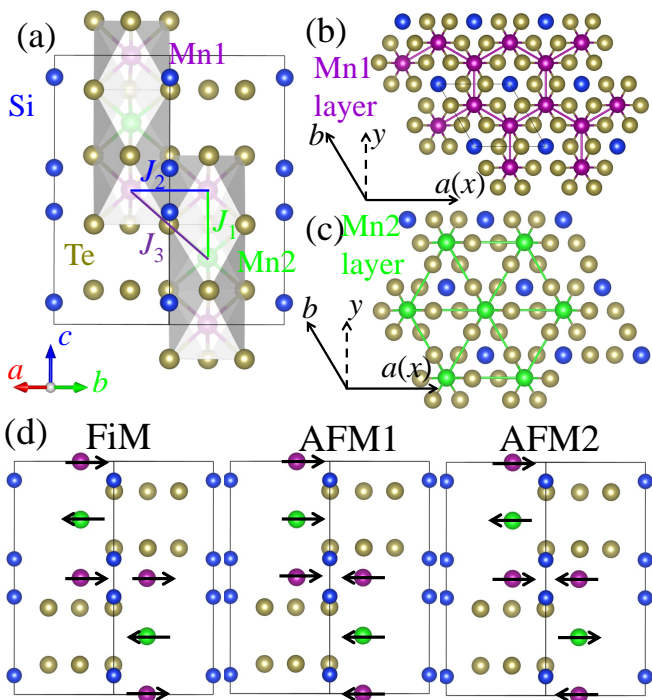 (a)
Mn1
Si
J2
J1
J3
Te
Mn2
c
a
b
(b)
Mn1
layer
b
y
a(x)
(c)
Mn2
layer
b
y
a(x)
(d)
FiM
AFM1
AFM2